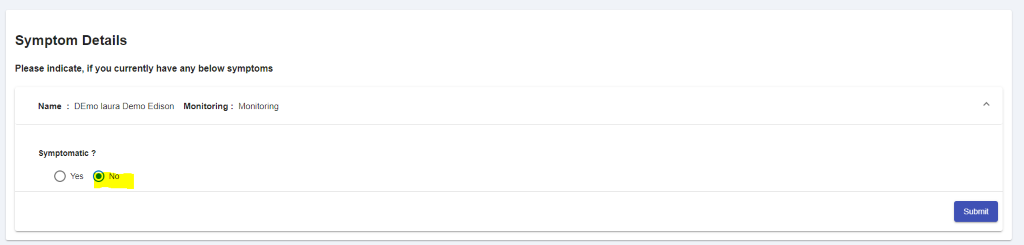 Symptom Details
Please indicate, if you currently have any below symptoms
Name : DEmo laura Demo Edison Monitoring : Monitoring
Symptomatic ?
Yes No
Submit